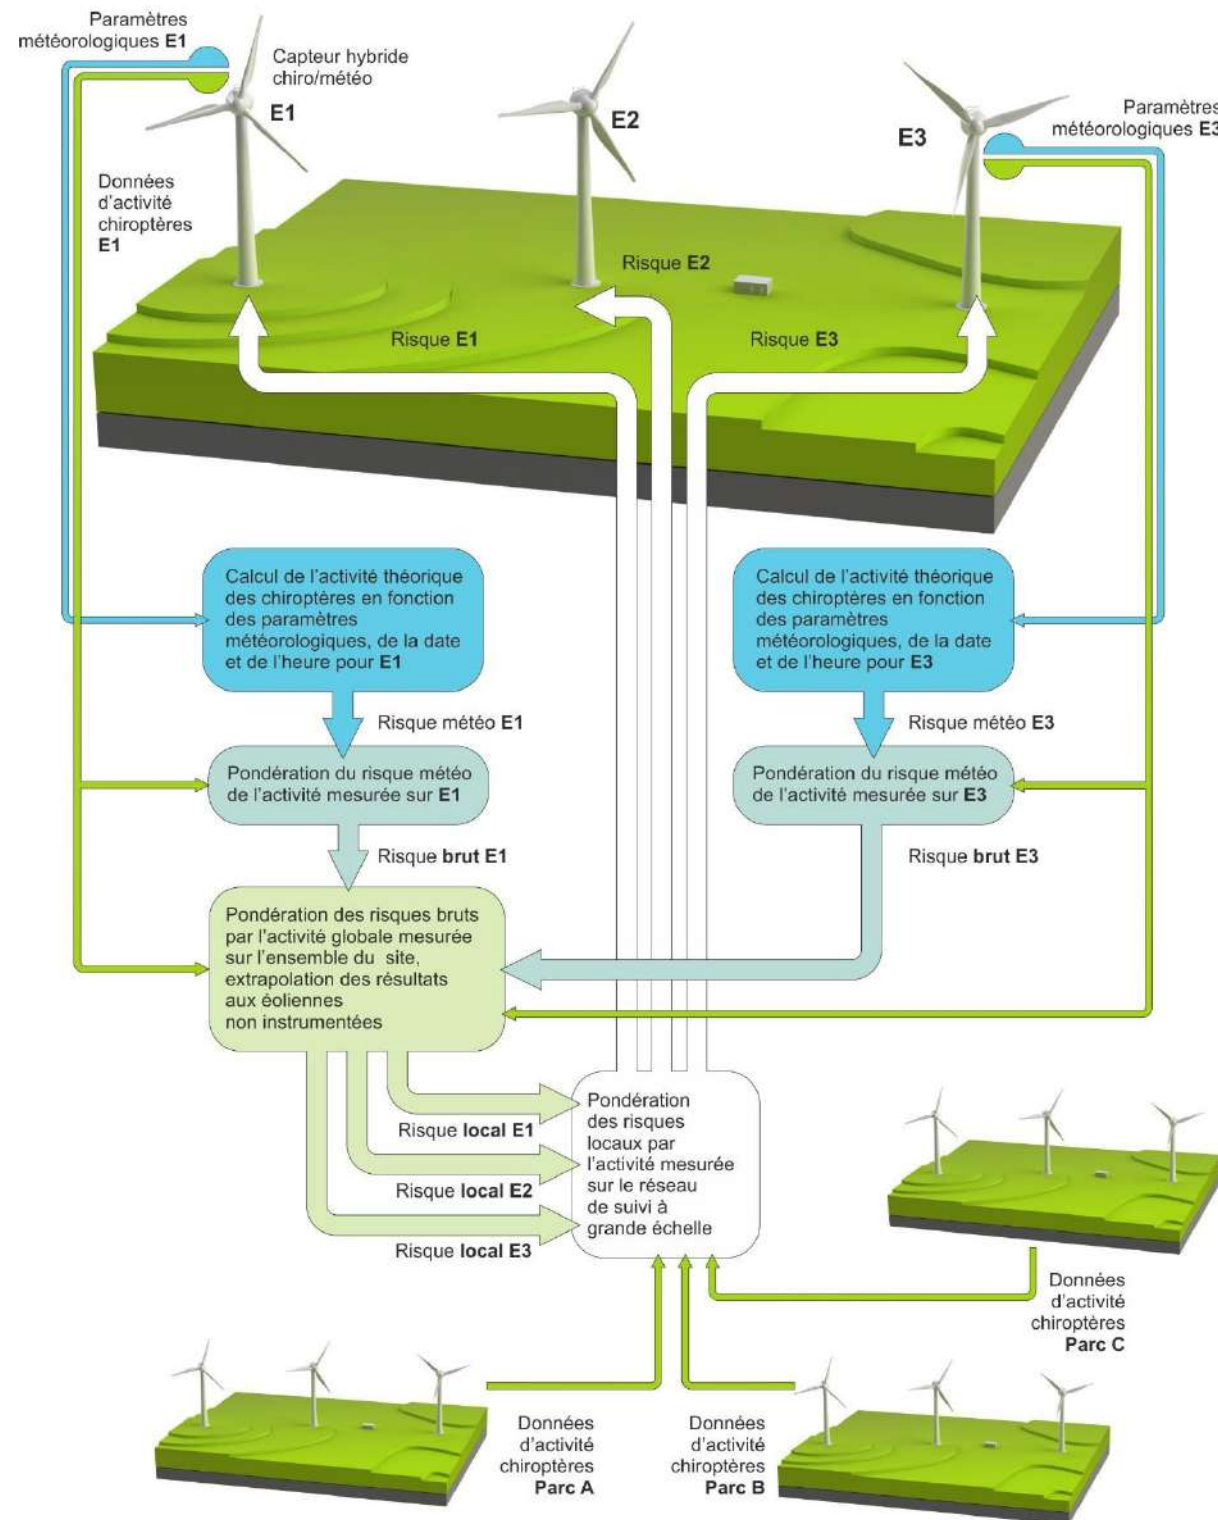 Paramètres
météorologiques E1
Capteur hybride
chiro/météo
E1
E2
E3
Paramètres
météorologiques E3
Données
d'activité
chiroptères
E1
Risque E2
Risque E1
Risque E3
Calcul de l'activité théorique
des chiroptères en fonction
des paramètres
météorologiques, de la date
et de l'heure pour E1
Calcul de l'activité théorique
des chiroptères en fonction
des paramètres
météorologiques, de la date
et de l'heure pour E3
Risque météo E1
Risque météo E3
Pondération du risque météo
de l'activité mesurée sur E1
Pondération du risque météo
de l'activité mesurée sur E3
Risque brut E1
Risque brut E3
Pondération des risques bruts
par l'activité globale mesurée
sur l'ensemble du site,
extrapolation des résultats
aux éoliennes
non instrumentées
Risque local E1
Risque local E2
Risque local E3
Pondération
des risques
locaux par
l'activité mesurée
sur le réseau
de suivi à
grande échelle
Données
d'activité
chiroptères
Parc C
Données
d'activité
chiroptères
Parc A
Données
d'activité
chiroptères
Parc B